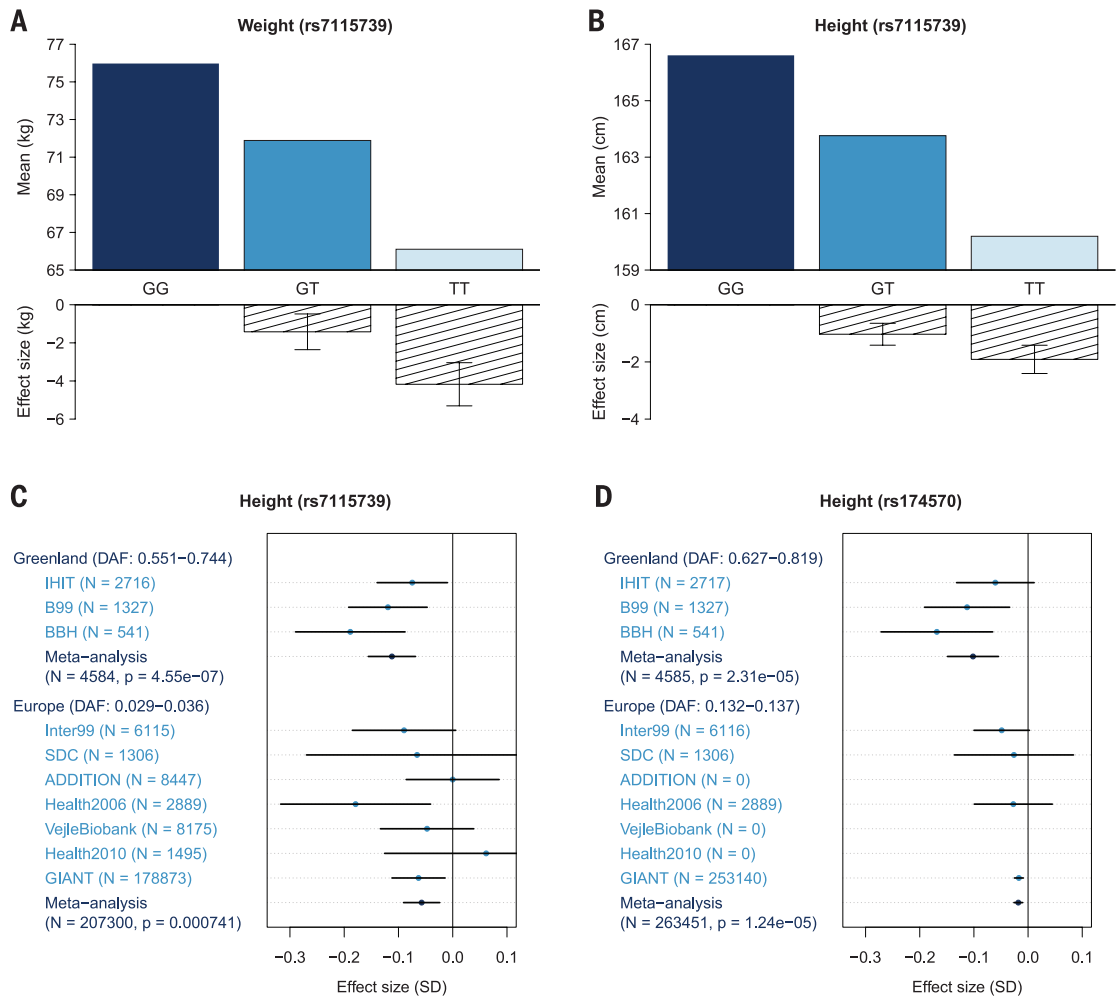 A
Weight (rs7115739)
Mean (kg)
77
75
73
71
69
67
65
GG GT TT
Effect size (kg)
0
−2
−4
−6
B
Height (rs7115739)
Mean (cm)
167
165
163
161
159
GG GT TT
Effect size (cm)
0
−2
−4
C
Height (rs7115739)
Greenland (DAF: 0.551−0.744)
IHIT (N = 2716)
B99 (N = 1327)
BBH (N = 541)
Meta−analysis
(N = 4584, p = 4.55e−07)
Europe (DAF: 0.029−0.036)
Inter99 (N = 6115)
SDC (N = 1306)
ADDITION (N = 8447)
Health2006 (N = 2889)
VejleBiobank (N = 8175)
Health2010 (N = 1495)
GIANT (N = 178873)
Meta−analysis
(N = 207300, p = 0.000741)
−0.3 −0.2 −0.1 0.0 0.1
Effect size (SD)
D
Height (rs174570)
Greenland (DAF: 0.627−0.819)
IHIT (N = 2717)
B99 (N = 1327)
BBH (N = 541)
Meta−analysis
(N = 4585, p = 2.31e−05)
Europe (DAF: 0.132−0.137)
Inter99 (N = 6116)
SDC (N = 1306)
ADDITION (N = 0)
Health2006 (N = 2889)
VejleBiobank (N = 0)
Health2010 (N = 0)
GIANT (N = 253140)
Meta−analysis
(N = 263451, p = 1.24e−05)
−0.3 −0.2 −0.1 0.0 0.1
Effect size (SD)